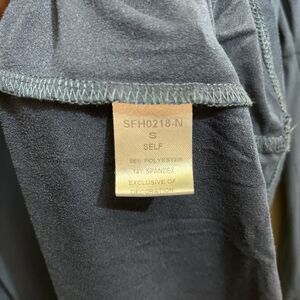 SFH0218-N
S
SELF
86% POLYESTER
14% SPANDEX
EXCLUSIVE OF
DECORATION